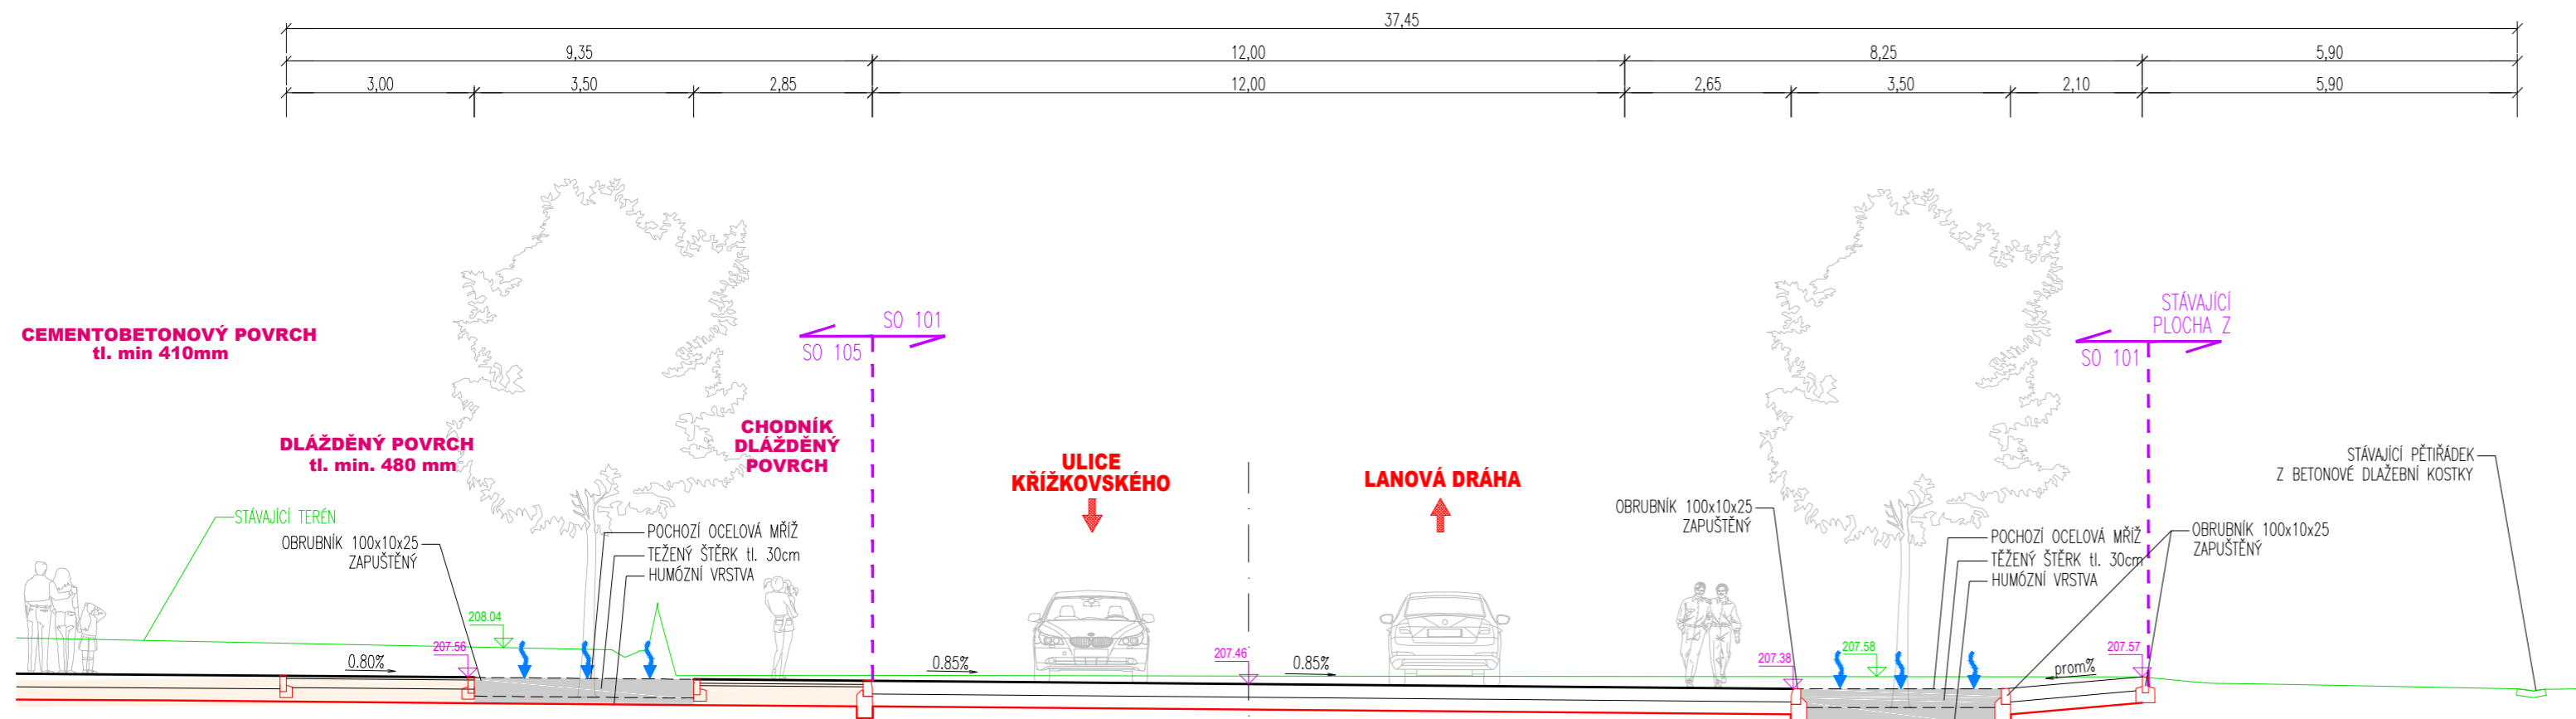 37,45
9,35 12,00 8,25 5,90
3,00 3,50 2,85 12,00 2,65 3,50 2,10 5,90
CEMENTOBETONOVÝ POVRCH
tl. min 410mm
DLÁŽDĚNÝ POVRCH
tl. min. 480 mm
CHODNÍK
DLÁŽDĚNÝ
POVRCH
SO 101
SO 105
ULICE
KŘÍŽKOVSKÉHO
LANOVÁ DRÁHA
STÁVAJÍCÍ
PLOCHA Z
SO 101
STÁVAJÍCÍ TERÉN
OBRUBNÍK 100x10x25
ZAPUŠTĚNÝ
POCHOZÍ OCELOVÁ MŘÍŽ
TEŽENÝ ŠTĚRK tl. 30cm
HUMÓZNÍ VRSTVA
OBRUBNÍK 100x10x25
ZAPUŠTĚNÝ
POCHOZÍ OCELOVÁ MŘÍŽ
TĚŽENÝ ŠTĚRK tl. 30cm
HUMÓZNÍ VRSTVA
OBRUBNÍK 100x10x25
ZAPUŠTĚNÝ
STÁVAJÍCÍ PĚTIŘÁDEK
Z BETONOVÉ DLAŽEBNÍ KOSTKY
208.04
207.56
0.80%
0.85%
207.46
0.85%
207.38
207.58
prom%
207.57